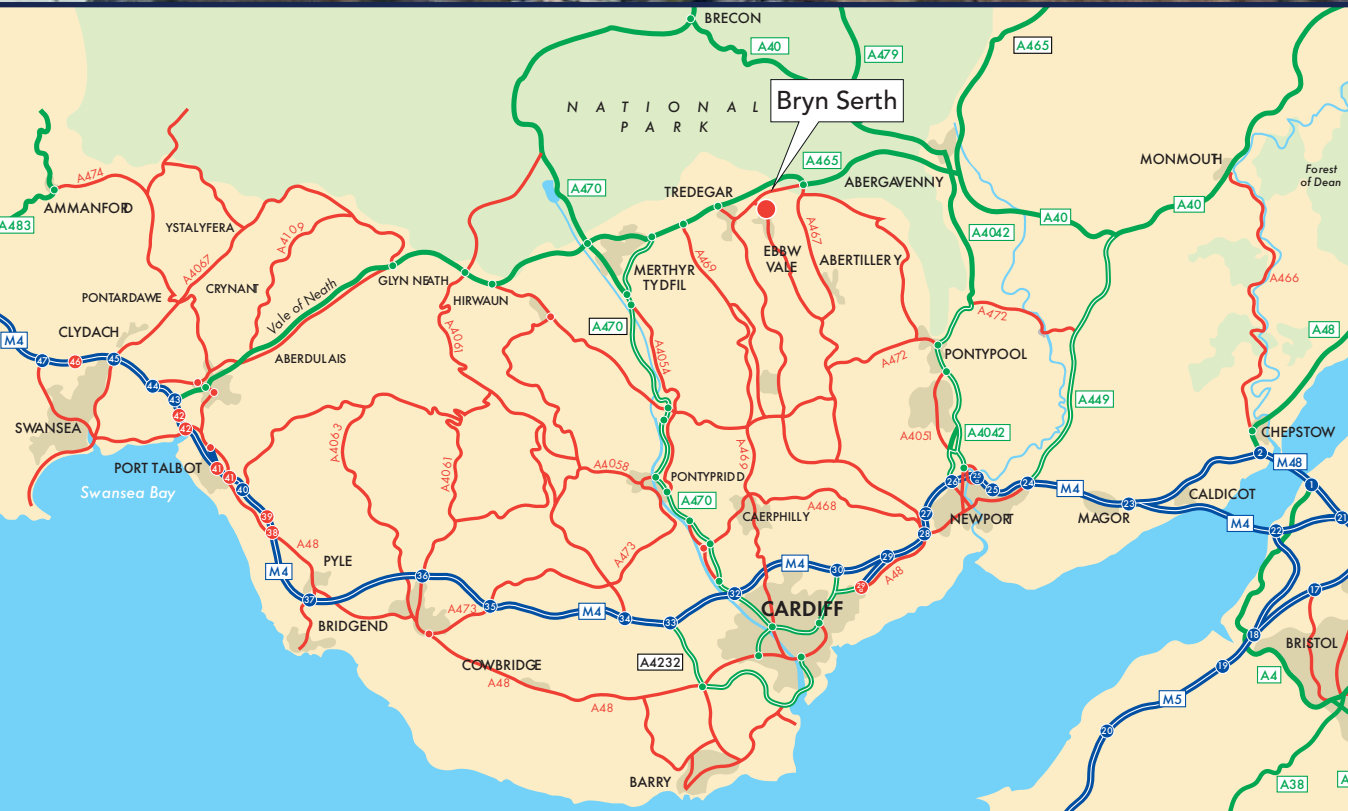 BRECON
A40
A479
A465
Bryn Serth
NATIONAL
PARK
A465
A470
TREDEGAR
ABERGAVENNY
MONMOUTH
Forest
of Dean
A474
AMMANFORD
A483
YSTALYFERA
A4109
A4067
CRYNANT
PONTARDAWE
Vale of Neath
GLYN NEATH
HIRWAUN
MERTHYR
TYDFIL
A469
EBBW
VALE
A467
ABERTILLERY
A4042
A40
A40
A466
A48
M4
CLYDACH
ABERDULAIS
A4061
A470
A4054
A472
A472
PONTYPOOL
47
46
45
44
43
42
42
SWANSEA
PORT TALBOT
Swansea Bay
41
41
40
39
38
A4063
A4061
A4058
PONTYPRIDD
A470
A469
A4051
A4042
A449
CHEPSTOW
2
M48
1
CAERPHILLY
A468
26
25
24
M4
23
MAGOR
CALDICOT
M4
22
21
NEWPORT
27
28
A48
M4
PYLE
37
36
A473
35
M4
34
33
A473
32
M4
30
29
A48
CARDIFF
BRIDGEND
COWBRIDGE
A48
A48
A4232
BARRY
17
18
19
BRISTOL
A4
M5
20
A38